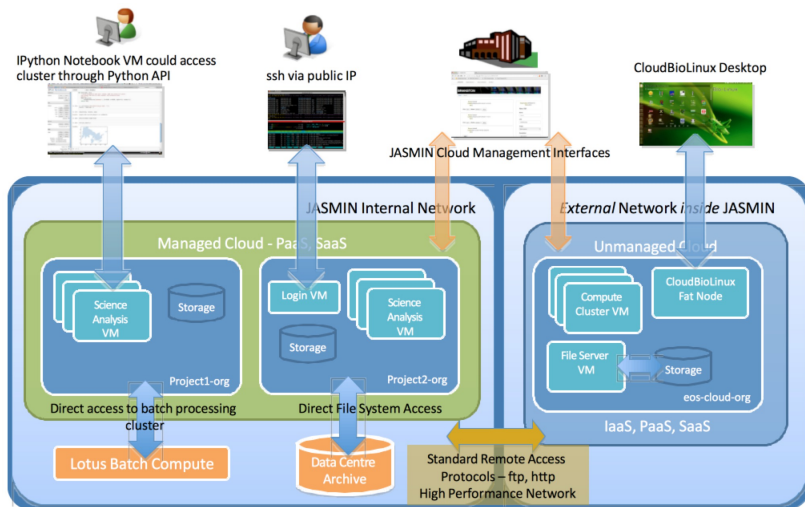 IPython Notebook VM could access
cluster through Python API
ssh via public IP
CloudBioLinux Desktop
JASMIN Cloud Management Interfaces
JASMIN Internal Network
External Network inside JASMIN
Managed Cloud - PaaS, SaaS
Unmanaged Cloud
Science
Analysis
VM
Storage
Project1-org
Login VM
Science
Analysis
VM
Storage
Project2-org
Compute
Cluster VM
CloudBioLinux
Fat Node
File Server
VM
Storage
eos-cloud-org
IaaS, PaaS, SaaS
Direct access to batch processing
cluster
Direct File System Access
Lotus Batch Compute
Data Centre
Archive
Standard Remote Access
Protocols – ftp, http
High Performance Network